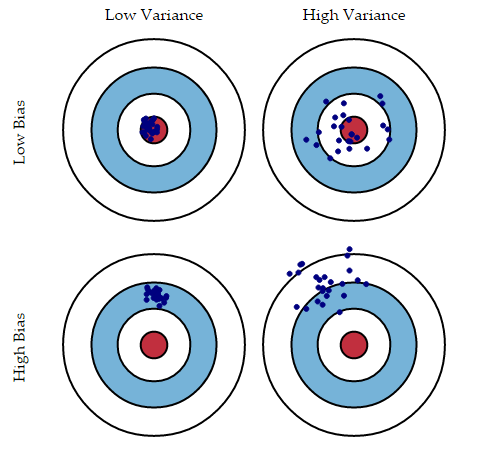 Low Variance
High Variance
Low Bias
High Bias